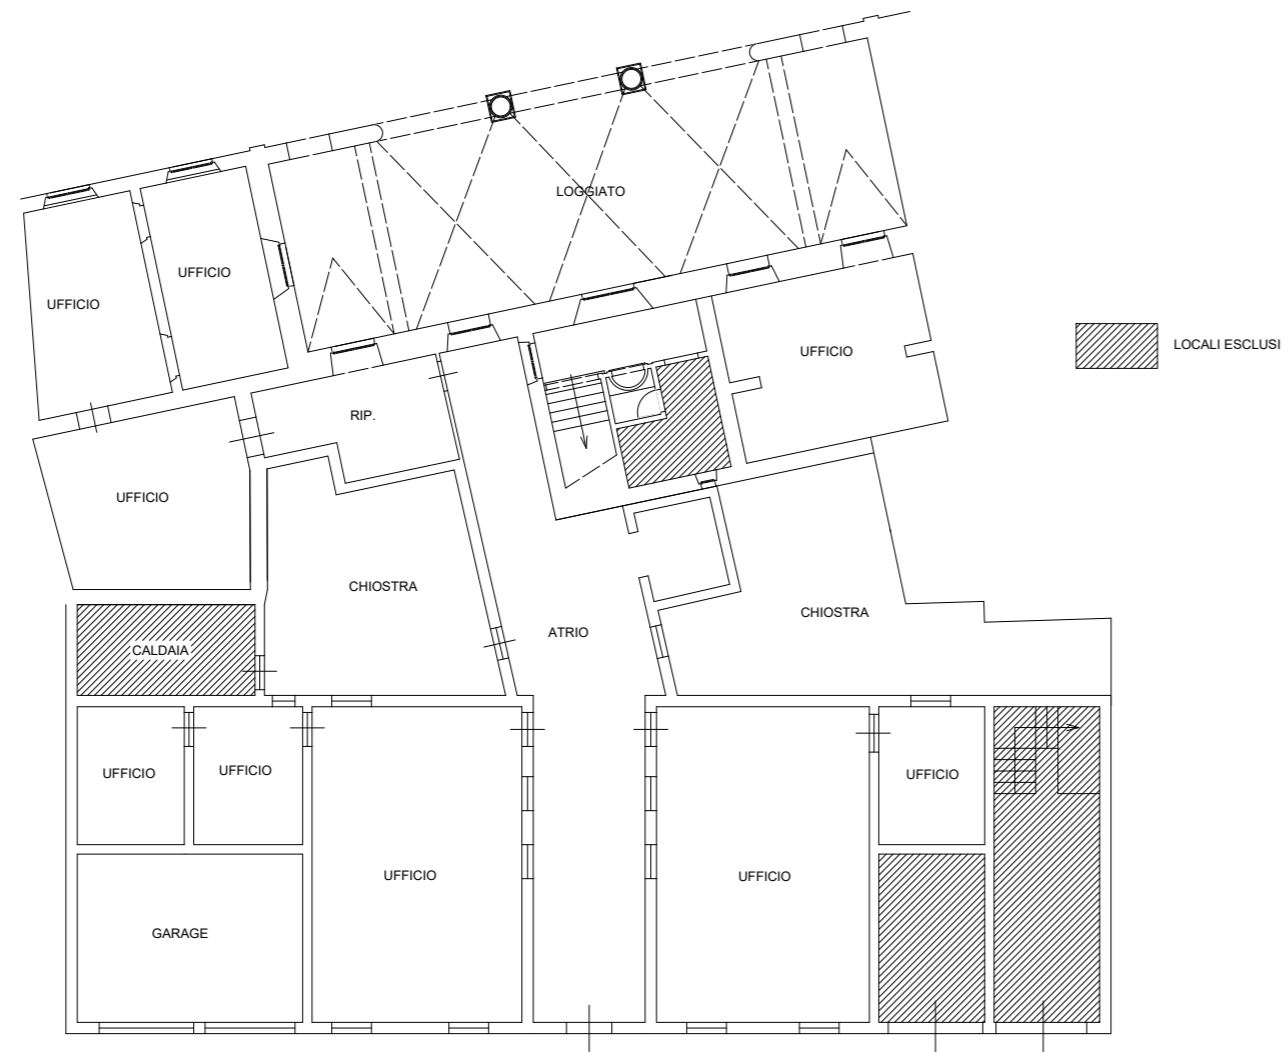 LOGGIATO
UFFICIO
UFFICIO
LOCALI ESCLUSI
UFFICIO
RIP.
UFFICIO
CHIOSTRA
CHIOSTRA
ATRIO
CALDAIA
UFFICIO
UFFICIO
UFFICIO
UFFICIO
UFFICIO
GARAGE